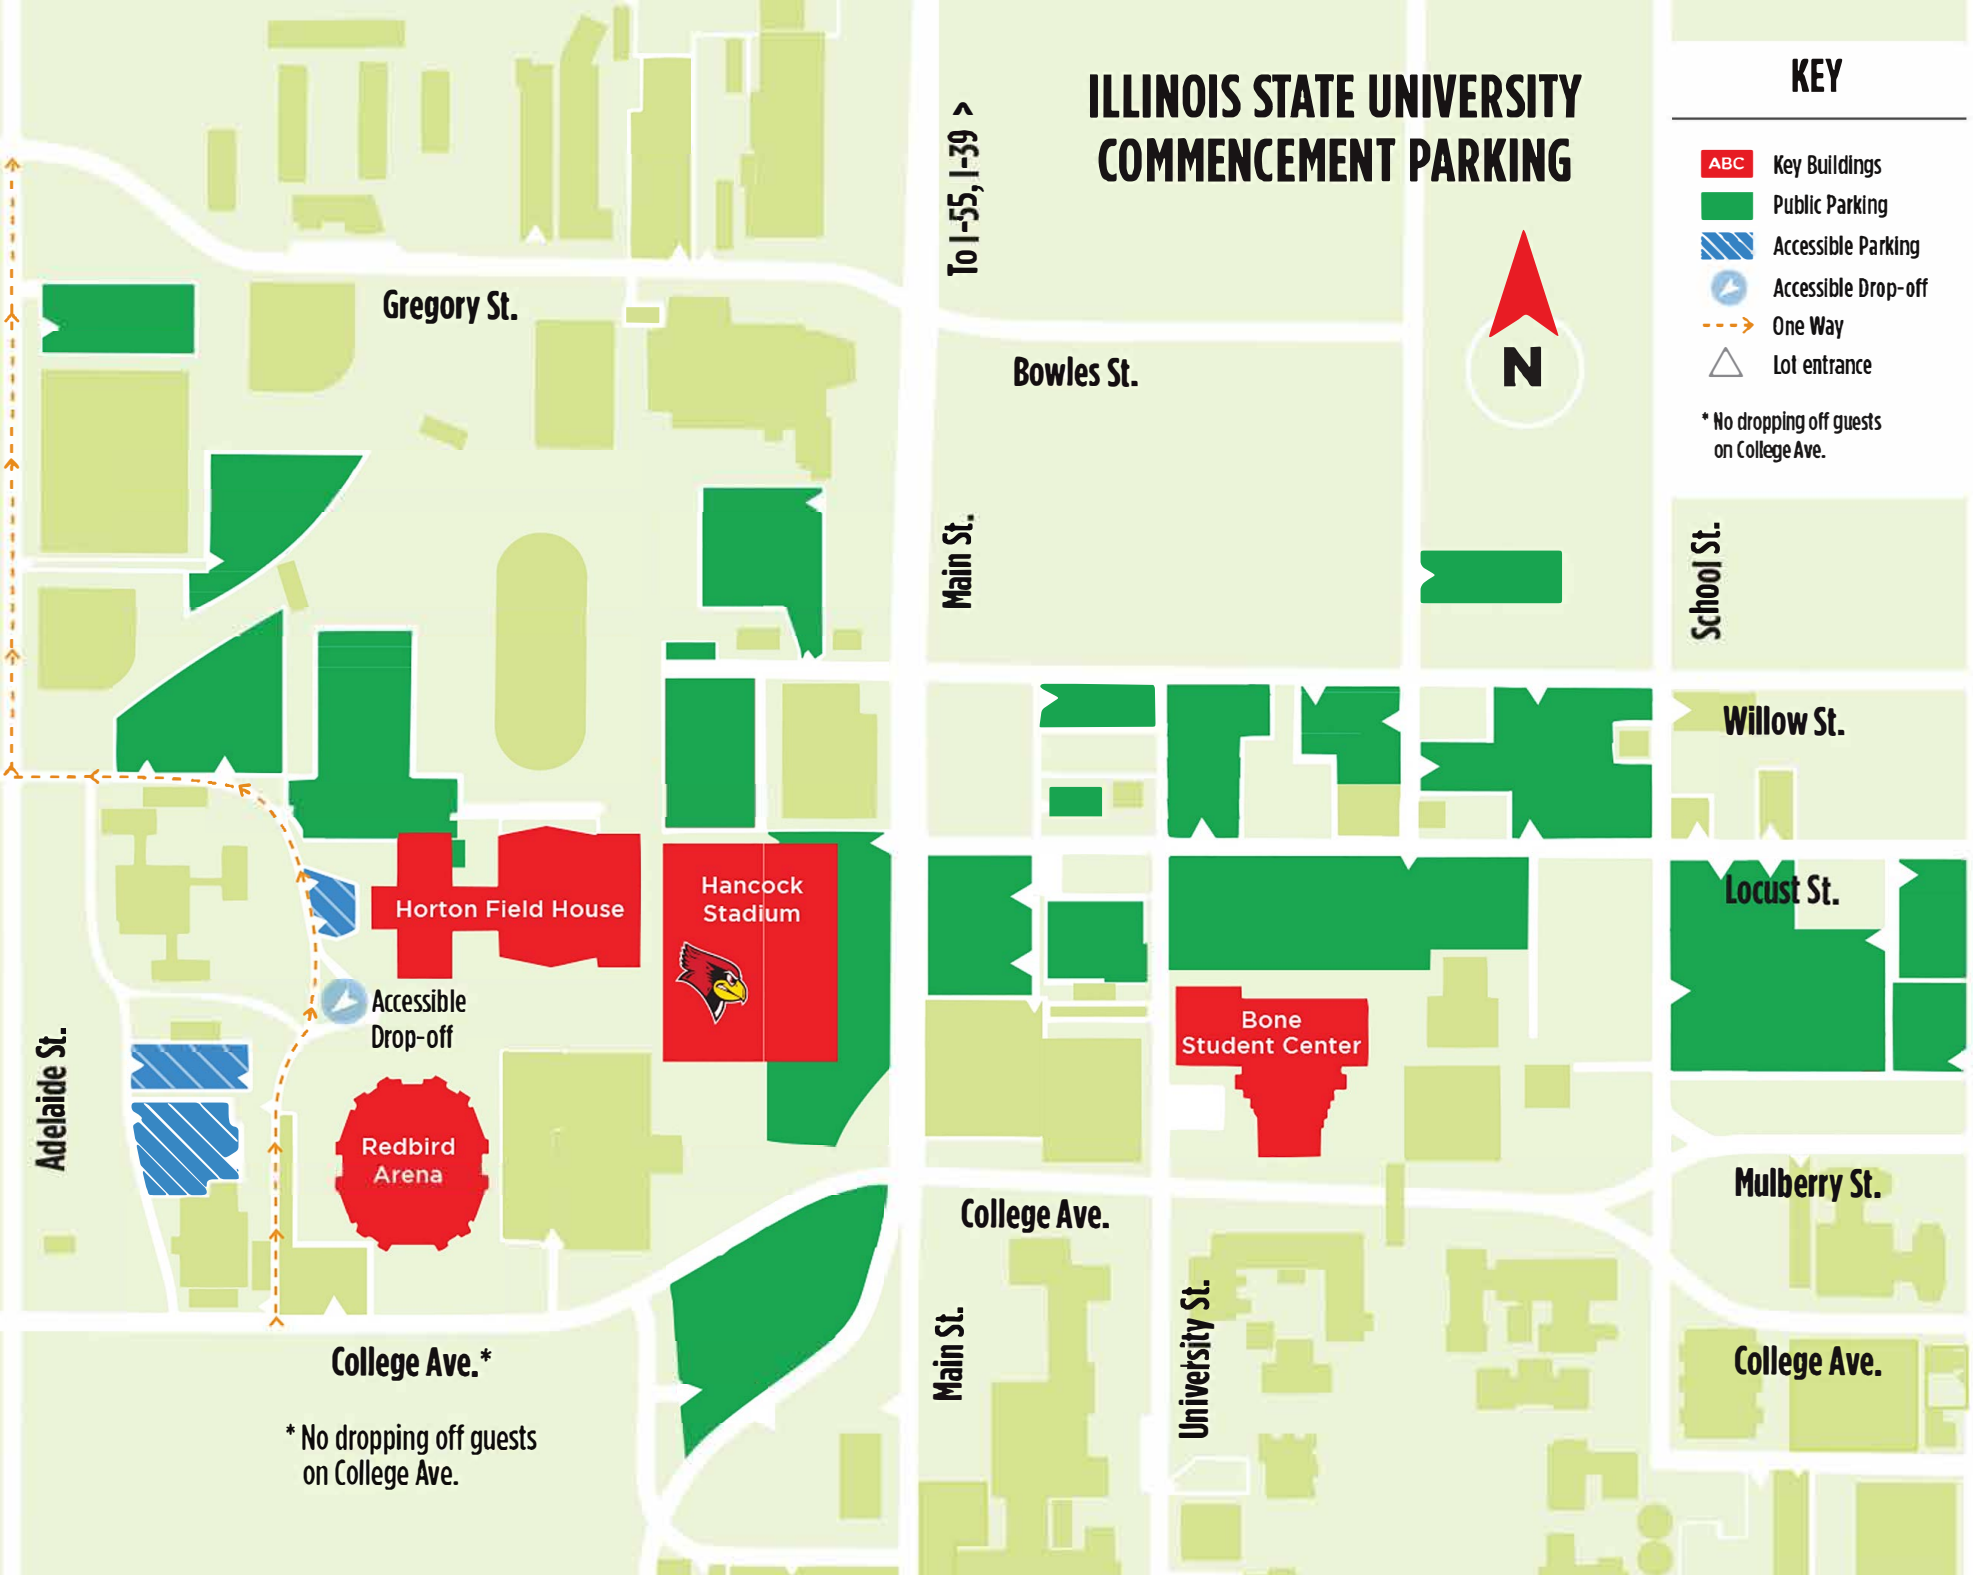 ILLINOIS STATE UNIVERSITY
COMMENCEMENT PARKING
KEY
ABC Key Buildings
Public Parking
Accessible Parking
Accessible Drop-off
One Way
Lot entrance
* No dropping off guests
on College Ave.
To I-55, I-39 >
N
Gregory St.
Bowles St.
Main St.
School St.
Willow St.
Locust St.
Hancock
Stadium
Horton Field House
Accessible
Drop-off
Bone
Student Center
Adelaide St.
Redbird
Arena
Mulberry St.
College Ave.
Main St.
University St.
College Ave.*
College Ave.
* No dropping off guests
on College Ave.